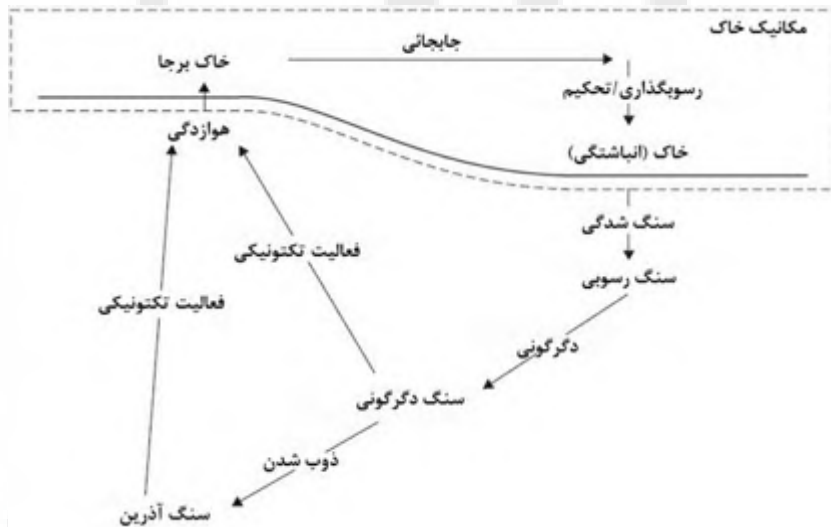 مکانیک خاک
جابجائی
خاک برجا
رسوبگذاری/تحکیم
هوازدگی
خاک (انباشتگی)
سنگ شدگی
فعالیت تکتونیکی
سنگ رسوبی
فعالیت تکتونیکی
دگرگونی
سنگ دگرگونی
ذوب شدن
سنگ آذرین